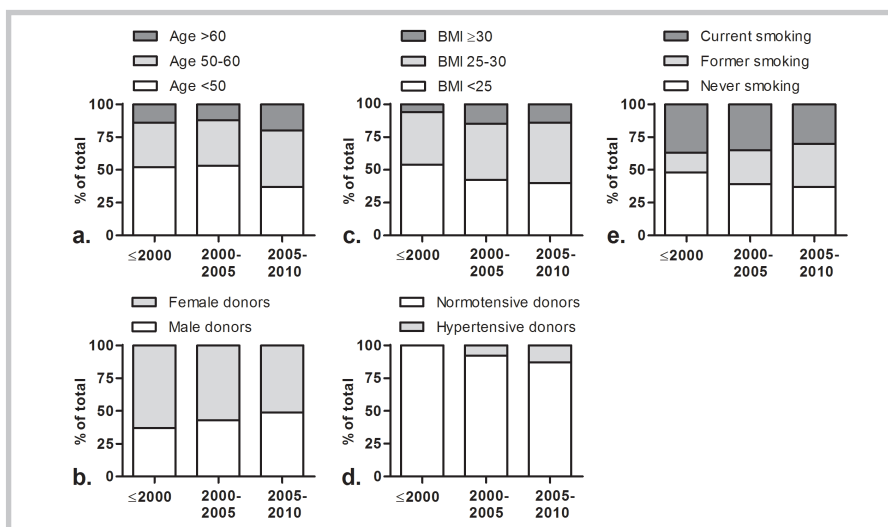 Age >60
Age 50-60
Age <50
100
75
50
25
0
% of total
a.
≤2000
2000-
2005
2005-
2010
BMI ≥30
BMI 25-30
BMI <25
100
75
50
25
0
% of total
c.
≤2000
2000-
2005
2005-
2010
Current smoking
Former smoking
Never smoking
100
75
50
25
0
% of total
e.
≤2000
2000-
2005
2005-
2010
Female donors
Male donors
100
75
50
25
0
% of total
b.
≤2000
2000-
2005
2005-
2010
Normotensive donors
Hypertensive donors
100
75
50
25
0
% of total
d.
≤2000
2000-
2005
2005-
2010